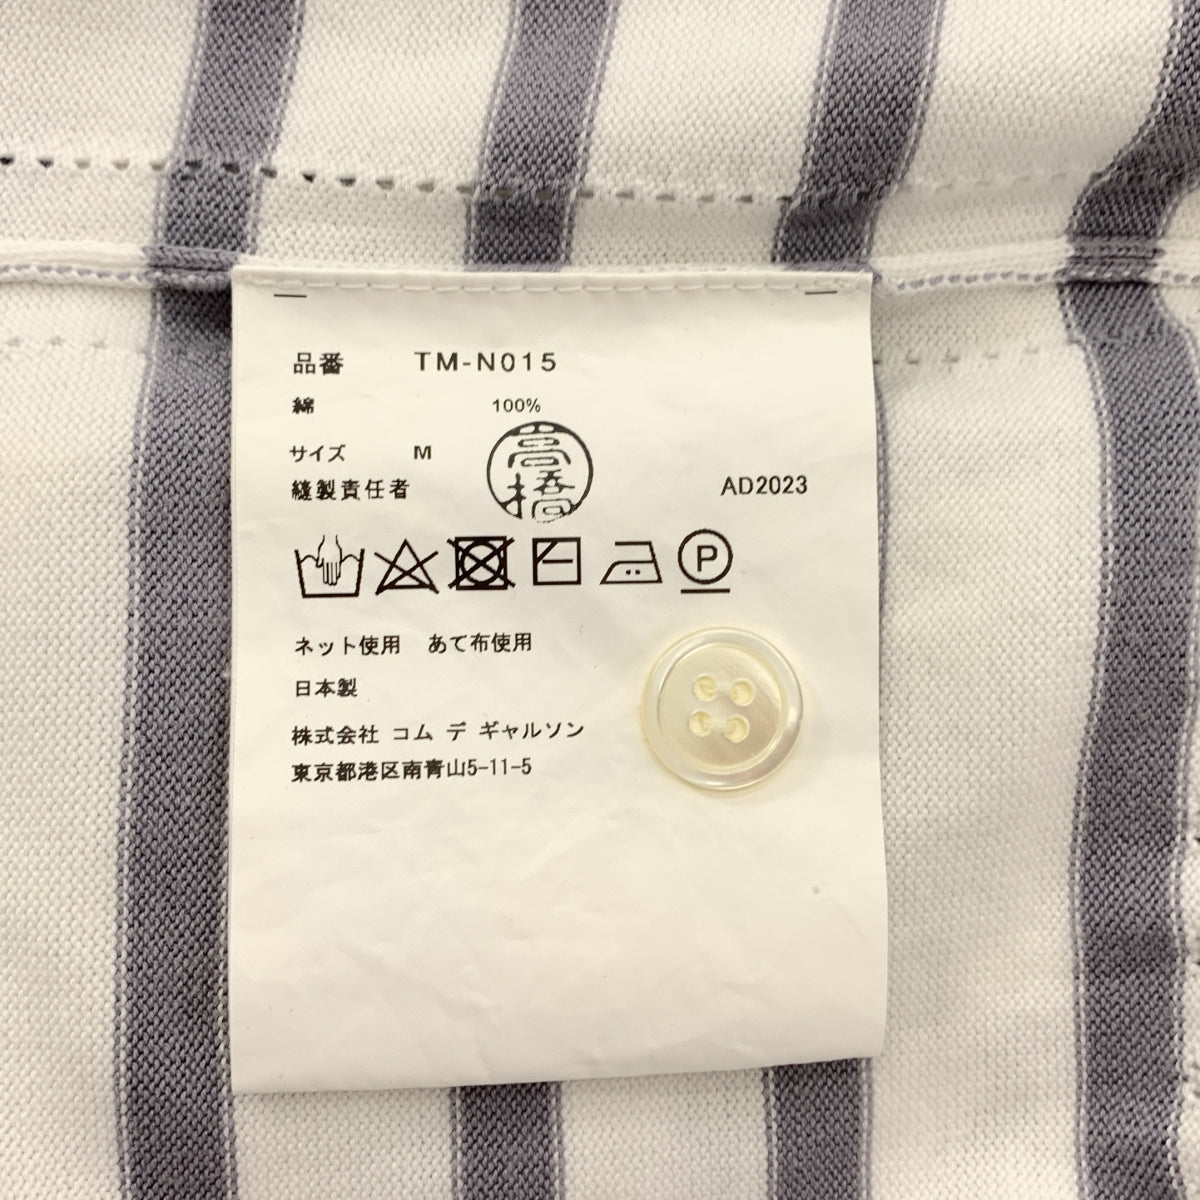 品番 TM-N015
綿 100%
サイズ M
高橋
縫製責任者 AD2023
P
ネット使用 あて布使用
日本製
株式会社 コム デ ギャルソン
東京都港区南青山5-11-5